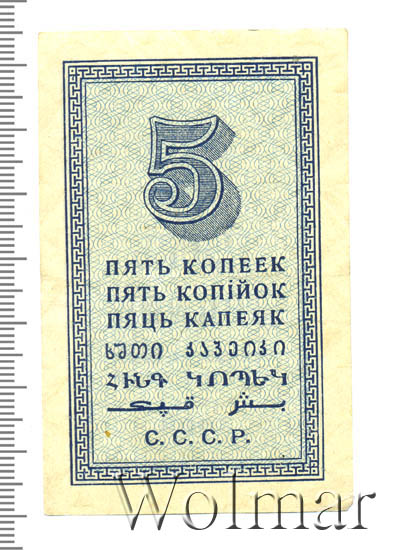 5
ПЯТЬ КОПЕЕК
ПЯТЬ КОПІЙОК
ПЯЦЬ КАПЕЯК
ხუთი კაპეიკი
ՀԻՆԳ ԿՈՊԵԿ
بش قپك
С. С. С. Р.
Wolmar